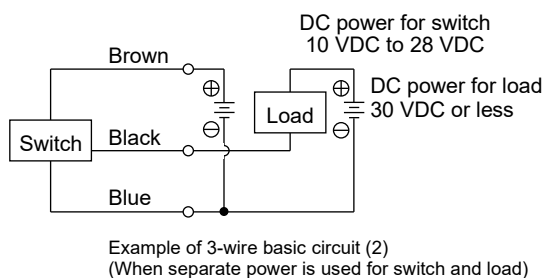 DC power for switch
10 VDC to 28 VDC
Brown
⊕
⊕
DC power for load
30 VDC or less
Load
⊖
⊖
Switch
Black
Blue
Example of 3-wire basic circuit (2)
(When separate power is used for switch and load)